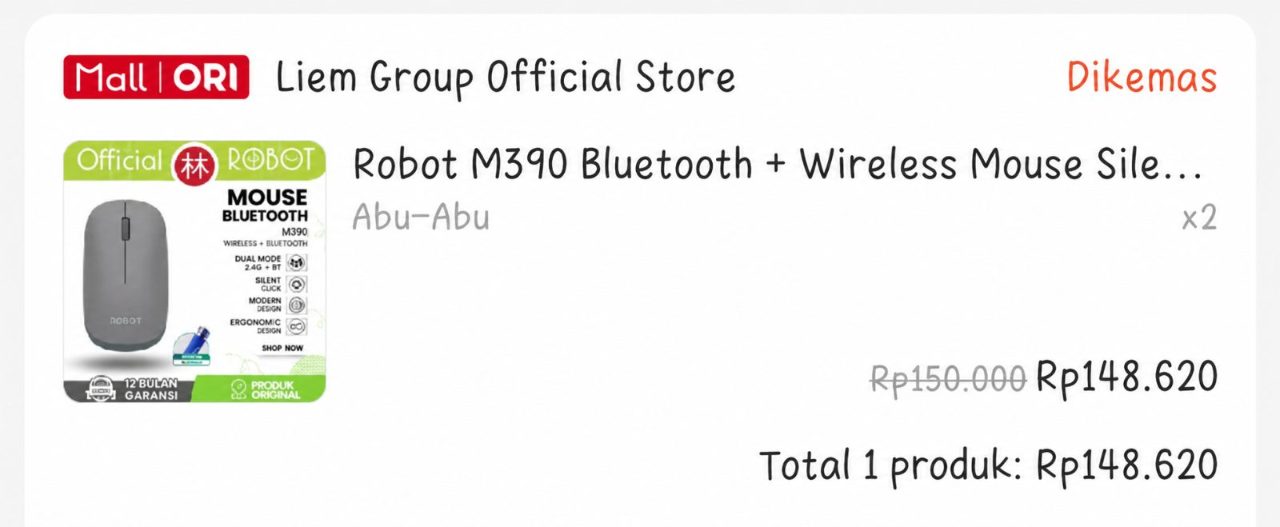 Mall | ORI Liem Group Official Store Dikemas
Official 林 ROBOT
MOUSE
BLUETOOTH
M390
WIRELESS + BLUETOOTH
DUAL MODE
2.4G + BT
SILENT
CLICK
MODERN
DESIGN
ERGONOMIC
DESIGN
SHOP NOW
ROBOT
12 BULAN
GARANSI
PRODUK
ORIGINAL
Robot M390 Bluetooth + Wireless Mouse Sile...
Abu-Abu x2
Rp150.000 Rp148.620
Total 1 produk: Rp148.620